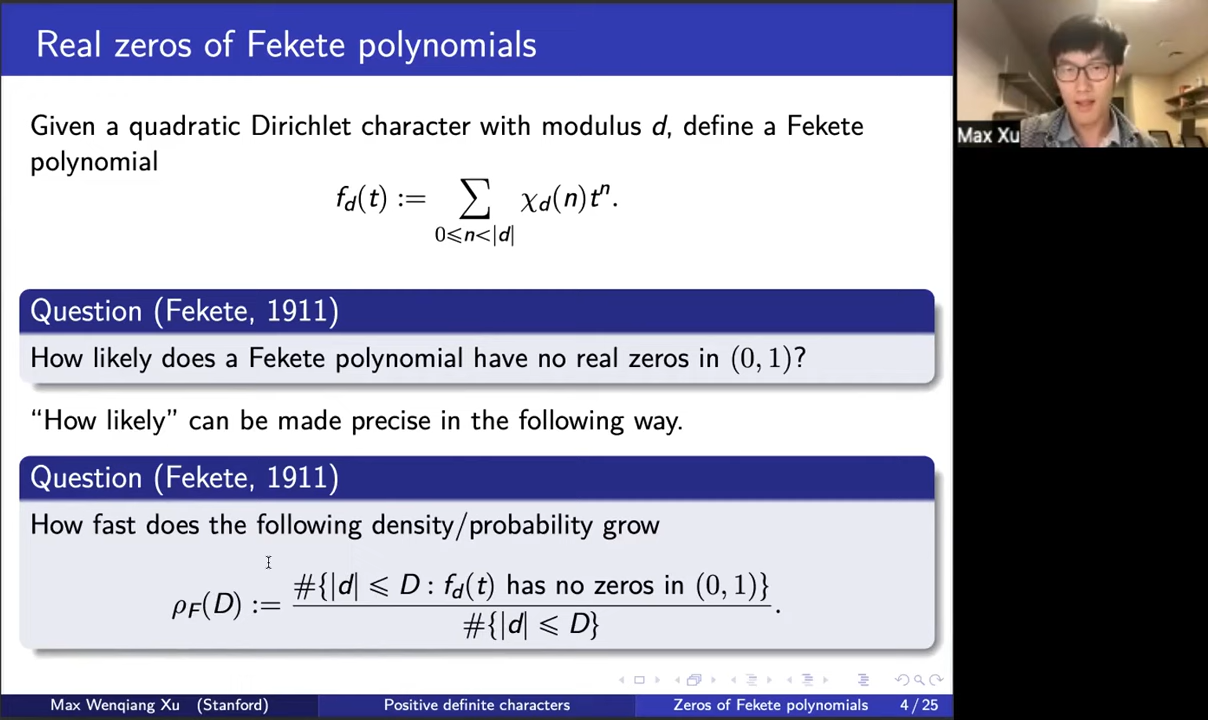 Real zeros of Fekete polynomials
Max Xu
Given a quadratic Dirichlet character with modulus d, define a Fekete
polynomial
f_d(t) := ∑_{0⩽n<|d|} χ_d(n)t^n.
Question (Fekete, 1911)
How likely does a Fekete polynomial have no real zeros in (0, 1)?
“How likely” can be made precise in the following way.
Question (Fekete, 1911)
How fast does the following density/probability grow
ρ_F(D) := #{|d| ⩽ D : f_d(t) has no zeros in (0, 1)} / #{|d| ⩽ D}.
Max Wenqiang Xu (Stanford) Positive definite characters Zeros of Fekete polynomials 4 / 25